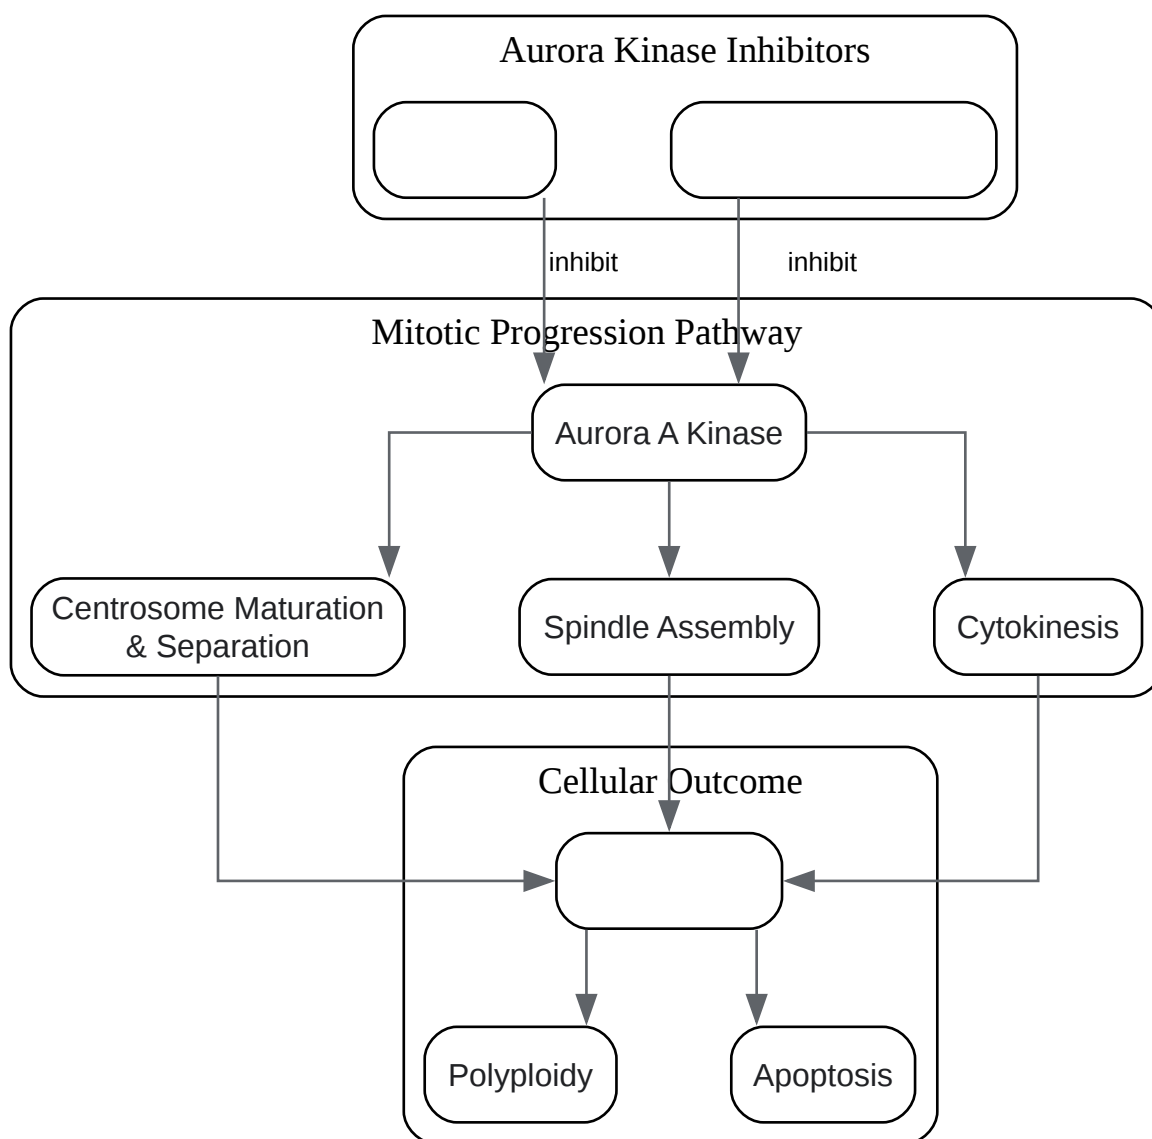 Aurora Kinase Inhibitors
inhibit
inhibit
Mitotic Progression Pathway
Aurora A Kinase
Centrosome Maturation
& Separation
Spindle Assembly
Cytokinesis
Cellular Outcome
Polyploidy
Apoptosis